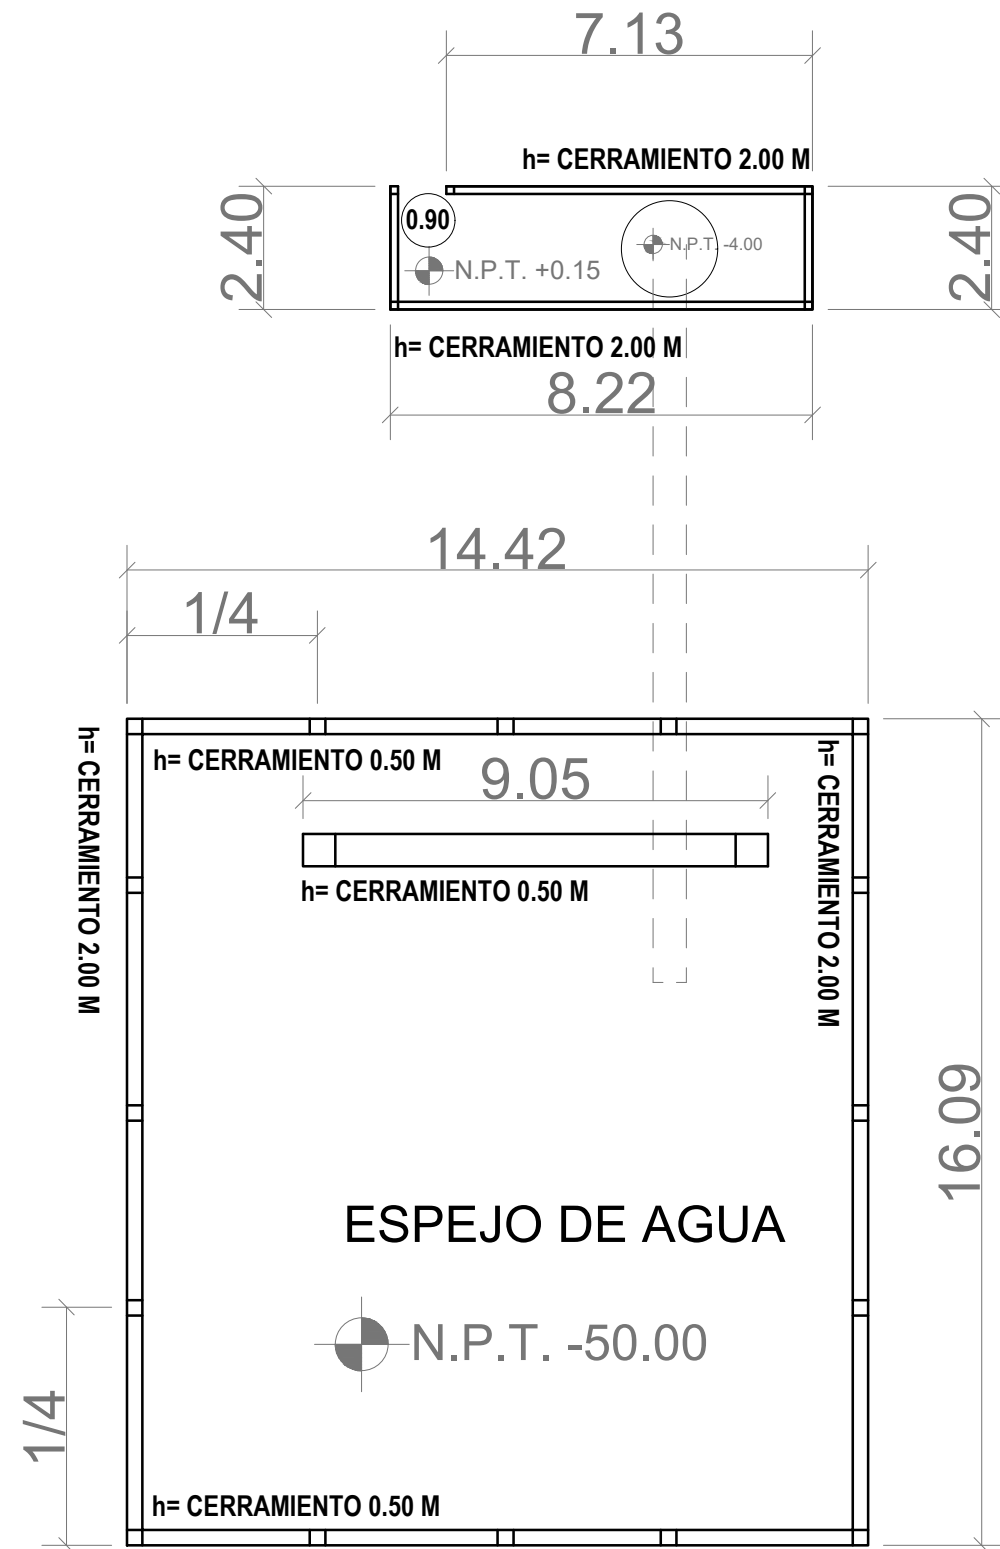 7.13
h= CERRAMIENTO 2.00 M
2.40
0.90
N.P.T. -4.00
2.40
N.P.T. +0.15
h= CERRAMIENTO 2.00 M
8.22
14.42
1/4
h= CERRAMIENTO 2.00 M
h= CERRAMIENTO 0.50 M
9.05
h= CERRAMIENTO 2.00 M
h= CERRAMIENTO 0.50 M
16.09
ESPEJO DE AGUA
N.P.T. -50.00
1/4
h= CERRAMIENTO 0.50 M